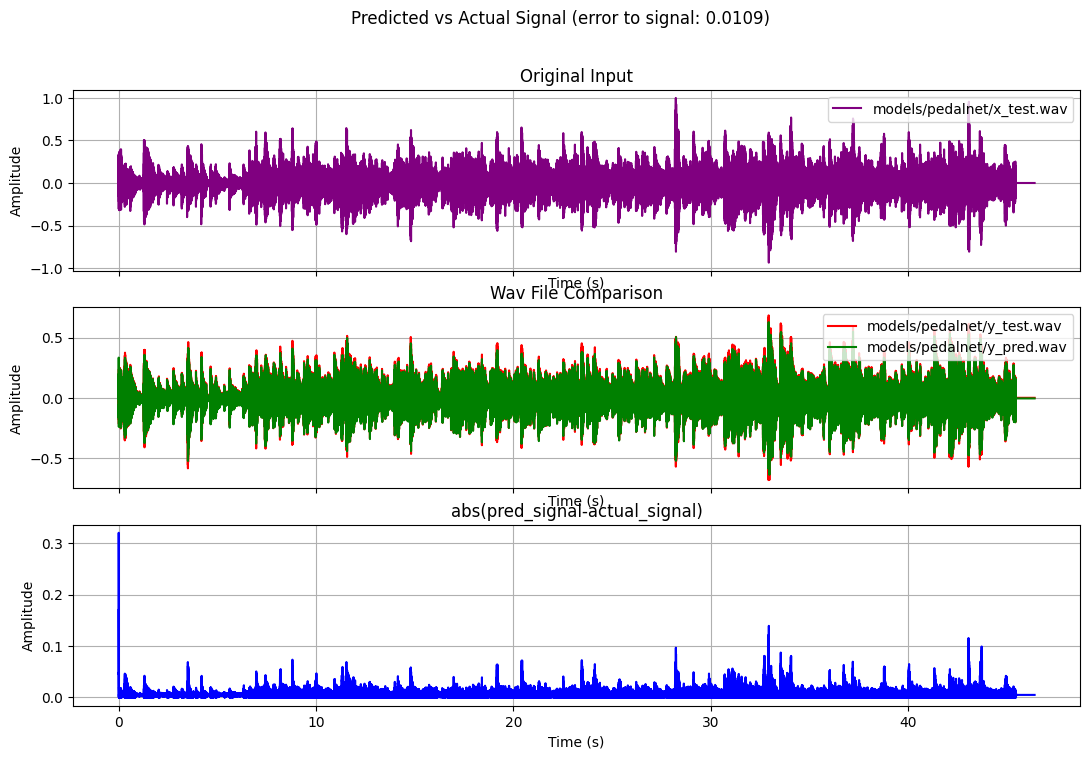 Predicted vs Actual Signal (error to signal: 0.0109)
Original Input
1.0
0.5
0.0
−0.5
−1.0
Amplitude
models/pedalnet/x_test.wav
Time (s)
Wav File Comparison
0.5
0.0
−0.5
Amplitude
models/pedalnet/y_test.wav
models/pedalnet/y_pred.wav
Time (s)
abs(pred_signal-actual_signal)
0.3
0.2
0.1
0.0
Amplitude
0 10 20 30 40
Time (s)